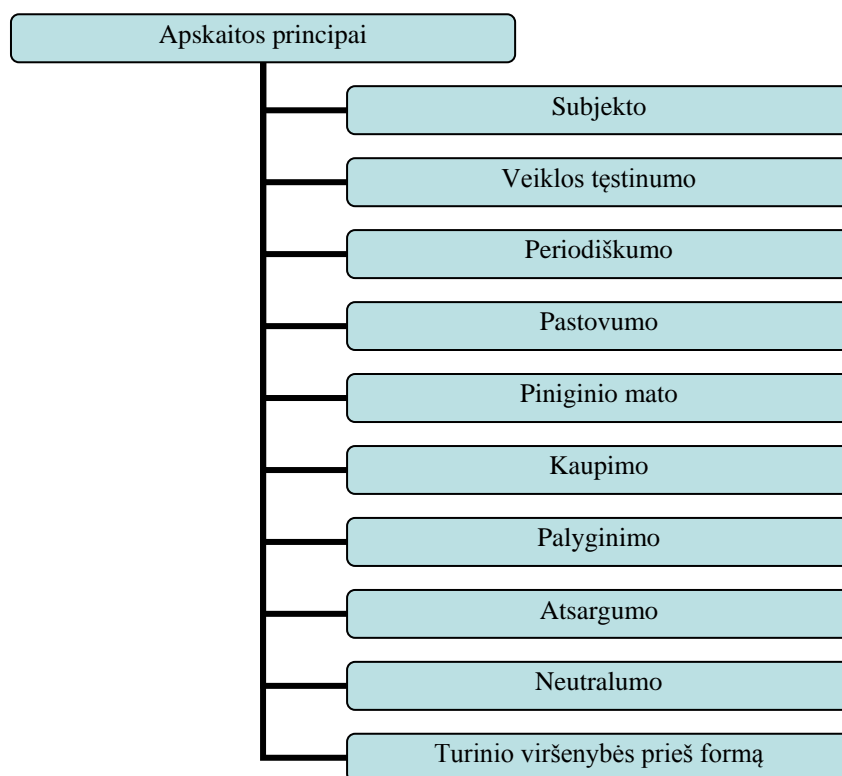 Apskaitos principai
Subjekto
Veiklos tęstinumo
Periodiškumo
Pastovumo
Piniginio mato
Kaupimo
Palyginimo
Atsargumo
Neutralumo
Turinio viršenybės prieš formą